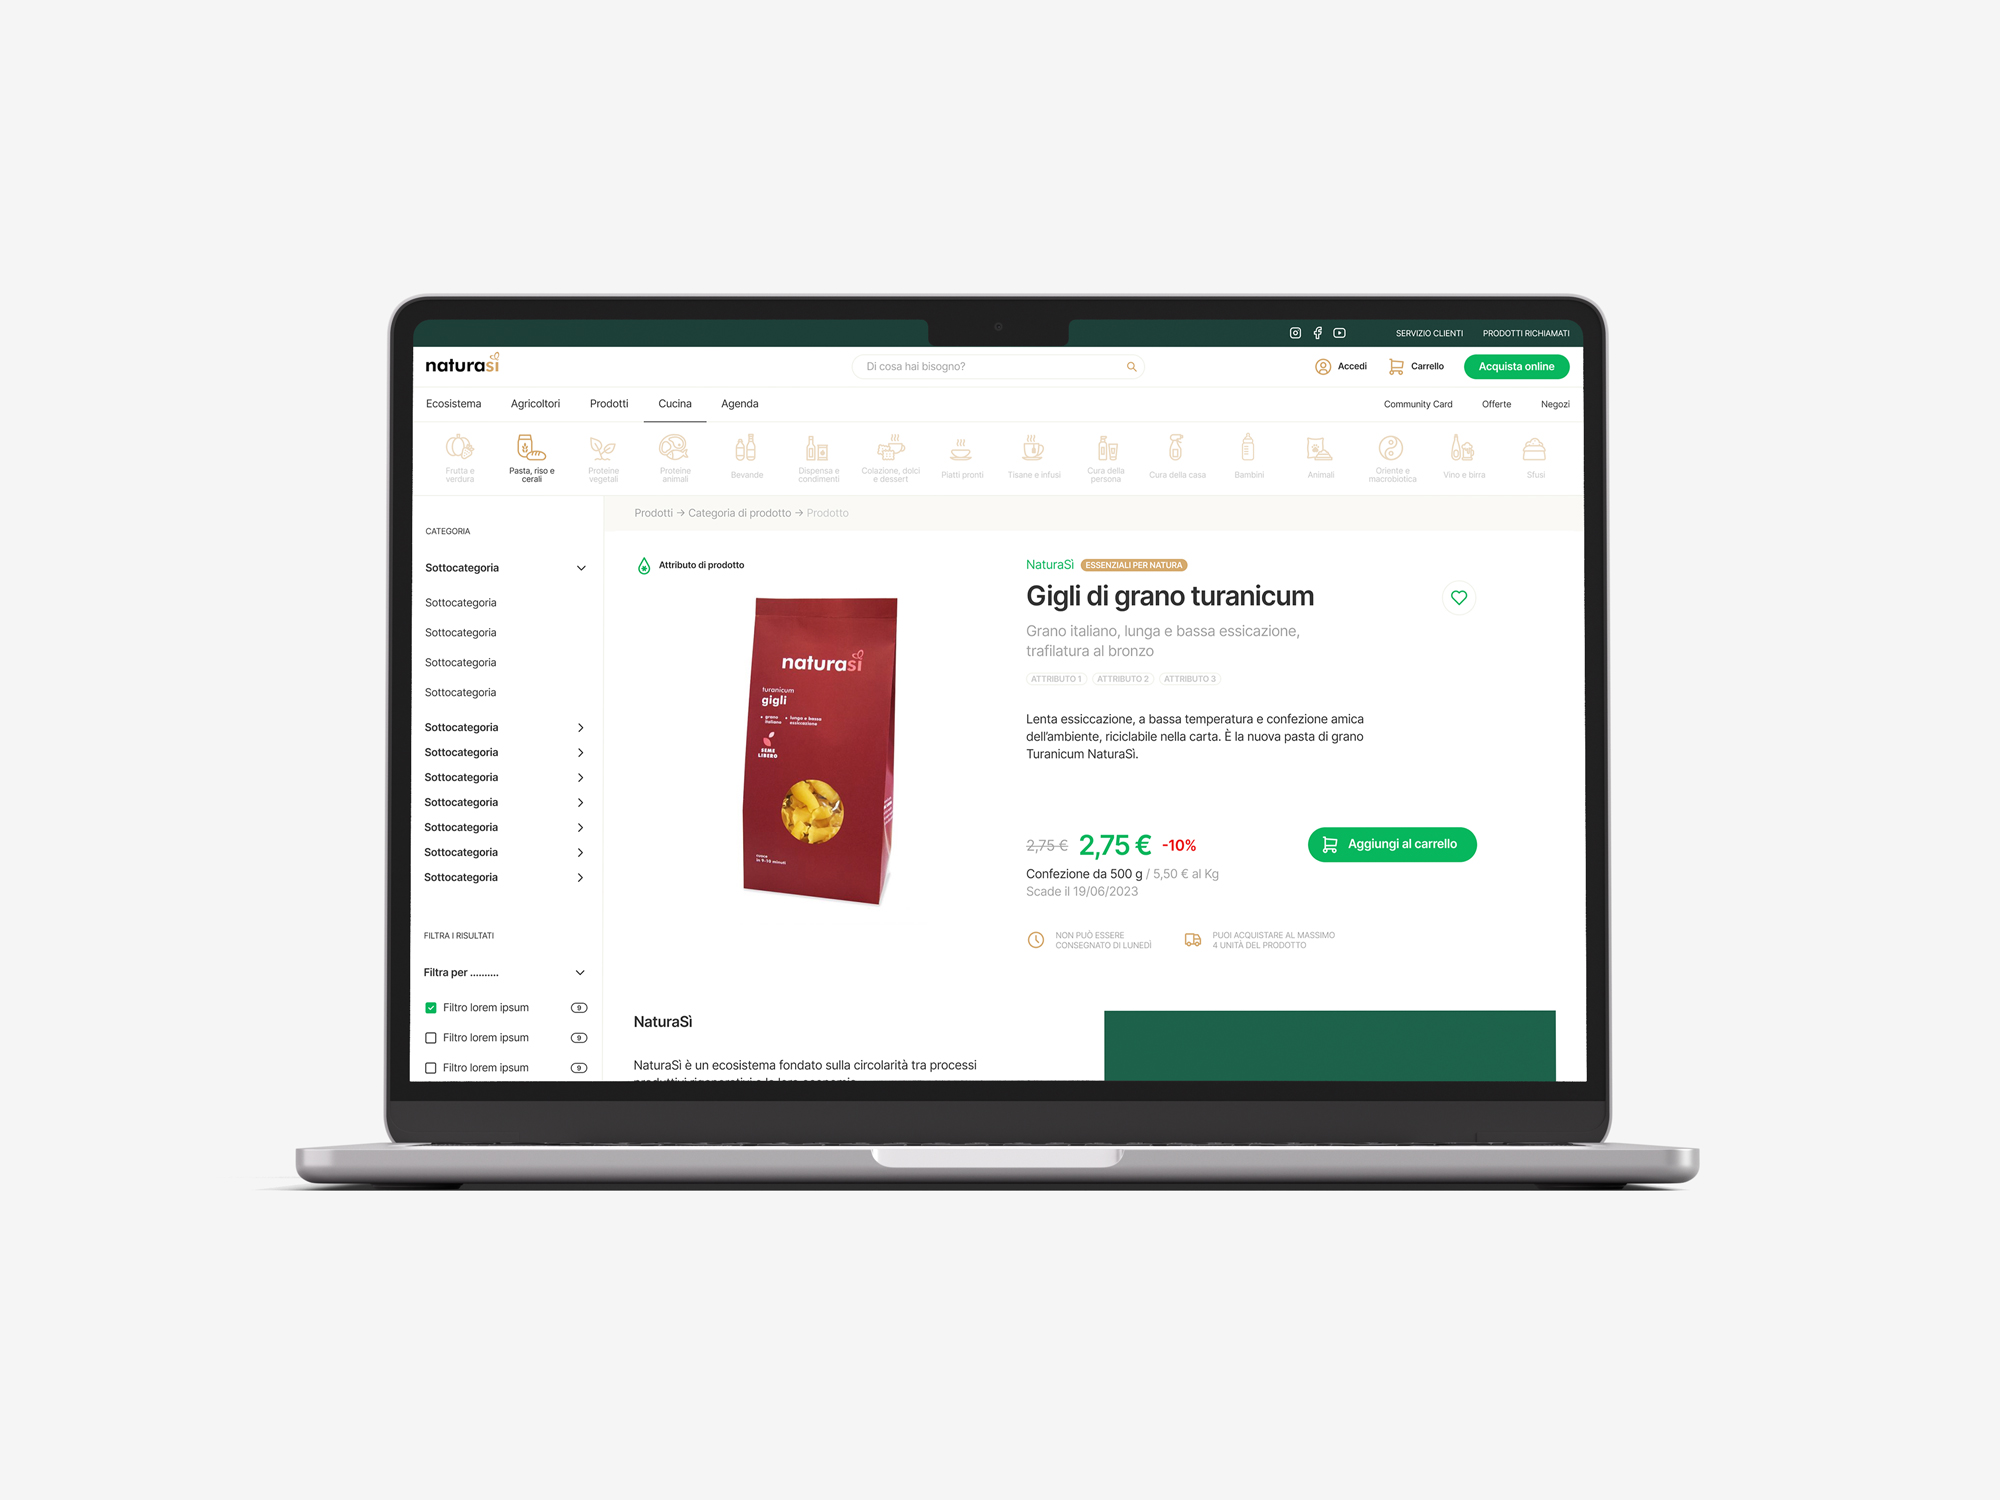 SERVIZIO CLIENTI
PRODOTTI RICHIAMATI
naturasì
Di cosa hai bisogno?
Accedi
Carrello
Acquista online
Ecosistema
Agricoltori
Prodotti
Cucina
Agenda
Community Card
Offerte
Negozi
Frutta e
verdura
Pasta, riso e
cerali
Proteine
vegetali
Proteine
animali
Bevande
Dispensa e
condimenti
Colazione, dolci
e dessert
Piatti pronti
Tisane e infusi
Cura della
persona
Cura della casa
Bambini
Animali
Oriente e
macrobiotica
Vino e birra
Sfusi
CATEGORIA
Sottocategoria
Sottocategoria
Sottocategoria
Sottocategoria
Sottocategoria
Sottocategoria
Sottocategoria
Sottocategoria
Sottocategoria
Sottocategoria
Sottocategoria
Sottocategoria
FILTRA I RISULTATI
Filtra per ..........
Filtro lorem ipsum 9
Filtro lorem ipsum 9
Filtro lorem ipsum 9
Prodotti → Categoria di prodotto → Prodotto
Attributo di prodotto
naturasì
turanicum
gigli
• grano italiano
• lunga e bassa essiccazione
SEME
LIBERO
cuoce
in 9-10 minuti
NaturaSì ESSENZIALI PER NATURA
Gigli di grano turanicum
Grano italiano, lunga e bassa essicazione,
trafilatura al bronzo
ATTRIBUTO 1 ATTRIBUTO 2 ATTRIBUTO 3
Lenta essiccazione, a bassa temperatura e confezione amica
dell'ambiente, riciclabile nella carta. È la nuova pasta di grano
Turanicum NaturaSì.
2,75 € 2,75 € -10%
Aggiungi al carrello
Confezione da 500 g / 5,50 € al Kg
Scade il 19/06/2023
NON PUÒ ESSERE
CONSEGNATO DI LUNEDÌ
PUOI ACQUISTARE AL MASSIMO
4 UNITÀ DEL PRODOTTO
NaturaSì
NaturaSì è un ecosistema fondato sulla circolarità tra processi